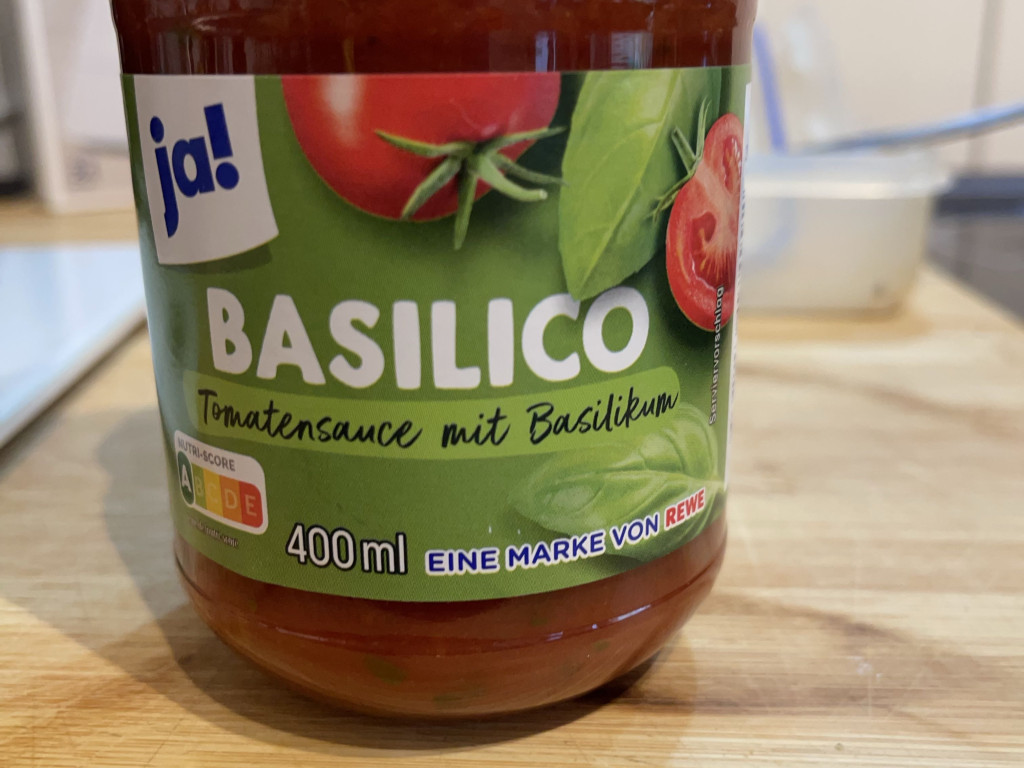 ja!
BASILICO
Tomatensauce mit Basilikum
Serviervorschlag
NUTRI-SCORE
A B C D E
400 ml
EINE MARKE VON REWE